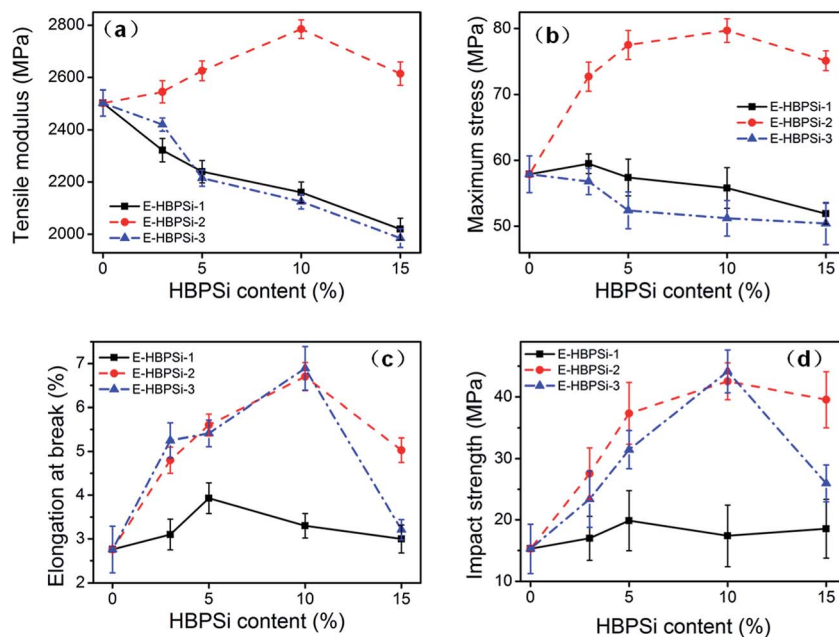 (a)
Tensile modulus (MPa)
2800
2600
2400
2200
2000
E-HBPSi-1
E-HBPSi-2
E-HBPSi-3
0 5 10 15
HBPSi content (%)
(b)
Maximum stress (MPa)
80
70
60
50
E-HBPSi-1
E-HBPSi-2
E-HBPSi-3
0 5 10 15
HBPSi content (%)
(c)
Elongation at break (%)
7
6
5
4
3
2
E-HBPSi-1
E-HBPSi-2
E-HBPSi-3
0 5 10 15
HBPSi content (%)
(d)
Impact strength (MPa)
40
30
20
10
E-HBPSi-1
E-HBPSi-2
E-HBPSi-3
0 5 10 15
HBPSi content (%)